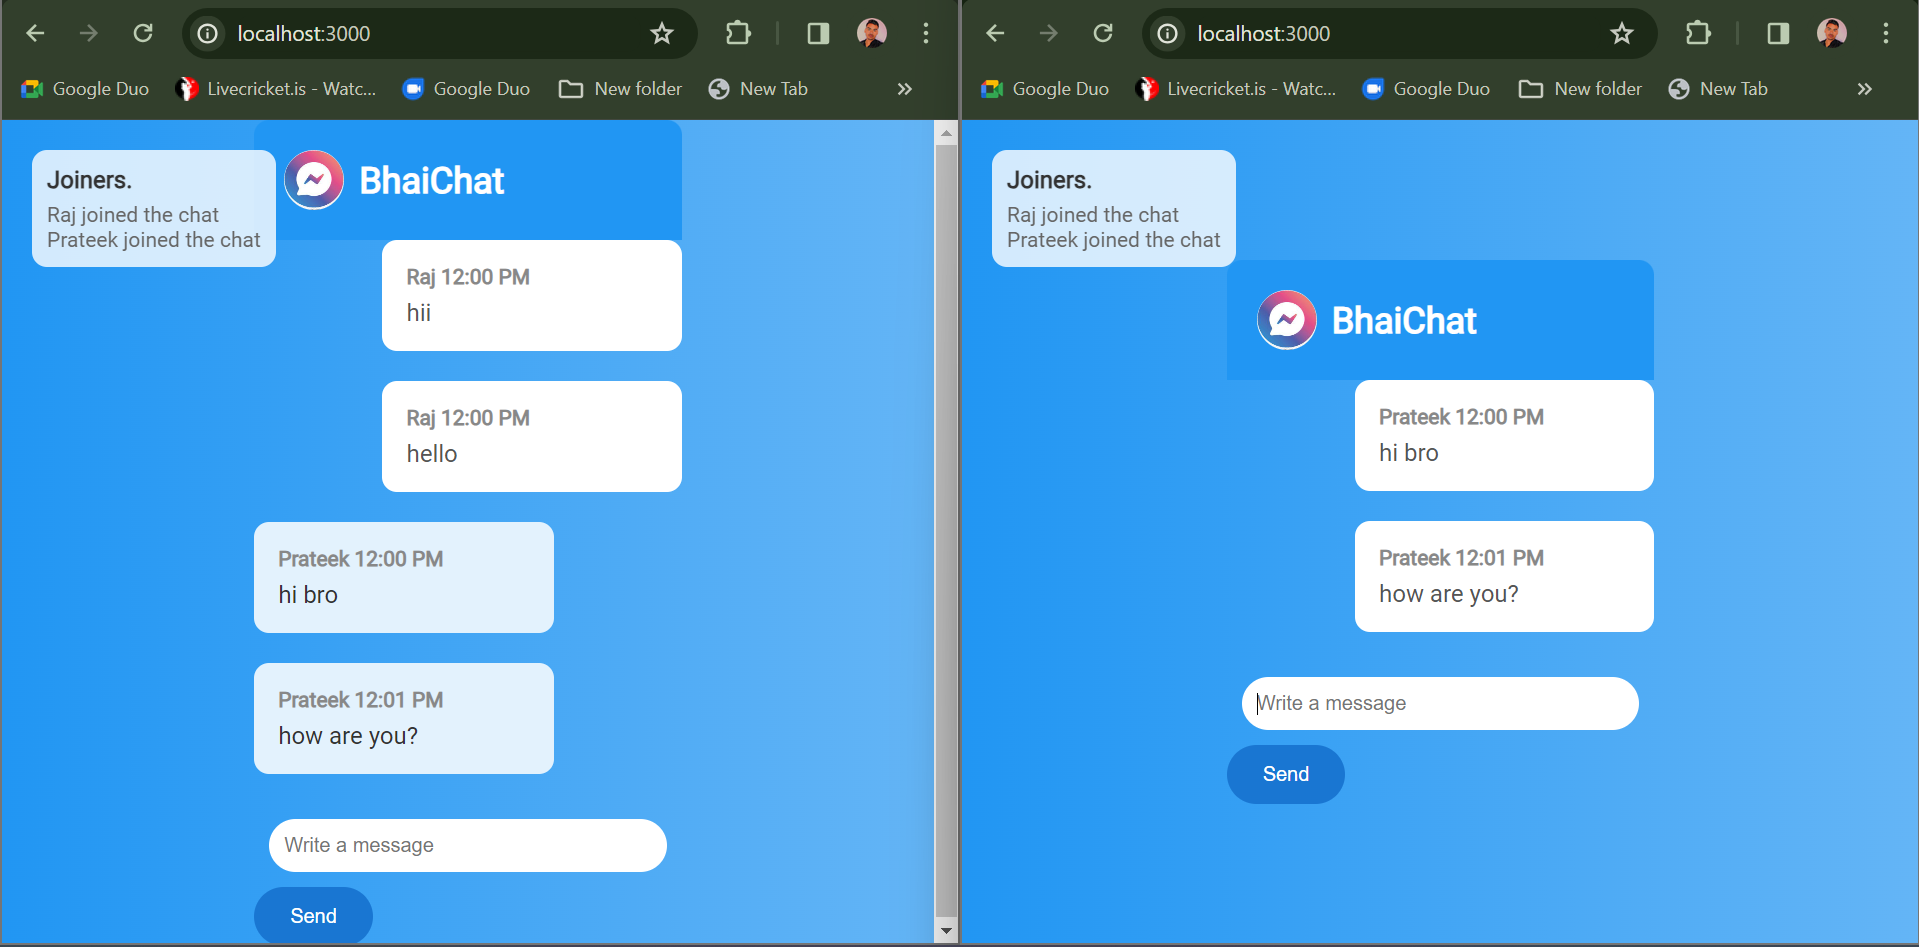 localhost:3000
Google Duo
Livecricket.is - Watc...
Google Duo
New folder
New Tab
Joiners.
Raj joined the chat
Prateek joined the chat
BhaiChat
Raj 12:00 PM
hii
Raj 12:00 PM
hello
Prateek 12:00 PM
hi bro
Prateek 12:01 PM
how are you?
Write a message
Send
localhost:3000
Google Duo
Livecricket.is - Watc...
Google Duo
New folder
New Tab
Joiners.
Raj joined the chat
Prateek joined the chat
BhaiChat
Prateek 12:00 PM
hi bro
Prateek 12:01 PM
how are you?
Write a message
Send